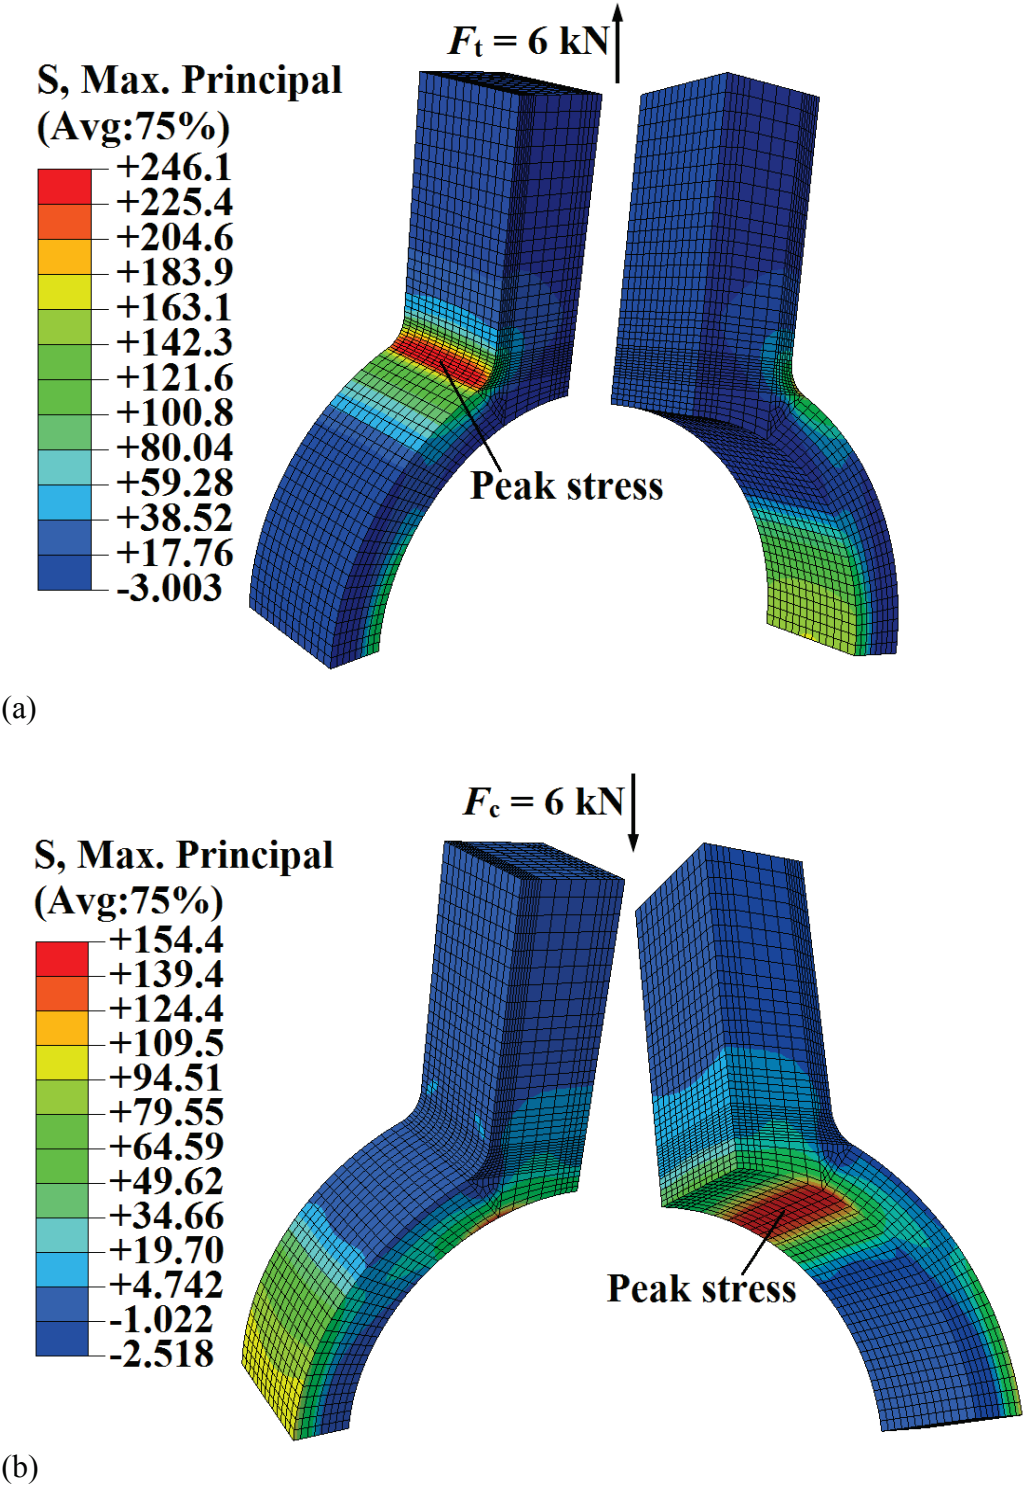 F_t = 6 kN
S, Max. Principal
(Avg:75%)
+246.1
+225.4
+204.6
+183.9
+163.1
+142.3
+121.6
+100.8
+80.04
+59.28
+38.52
+17.76
-3.003
Peak stress
(a)
F_c = 6 kN
S, Max. Principal
(Avg:75%)
+154.4
+139.4
+124.4
+109.5
+94.51
+79.55
+64.59
+49.62
+34.66
+19.70
+4.742
-1.022
-2.518
Peak stress
(b)